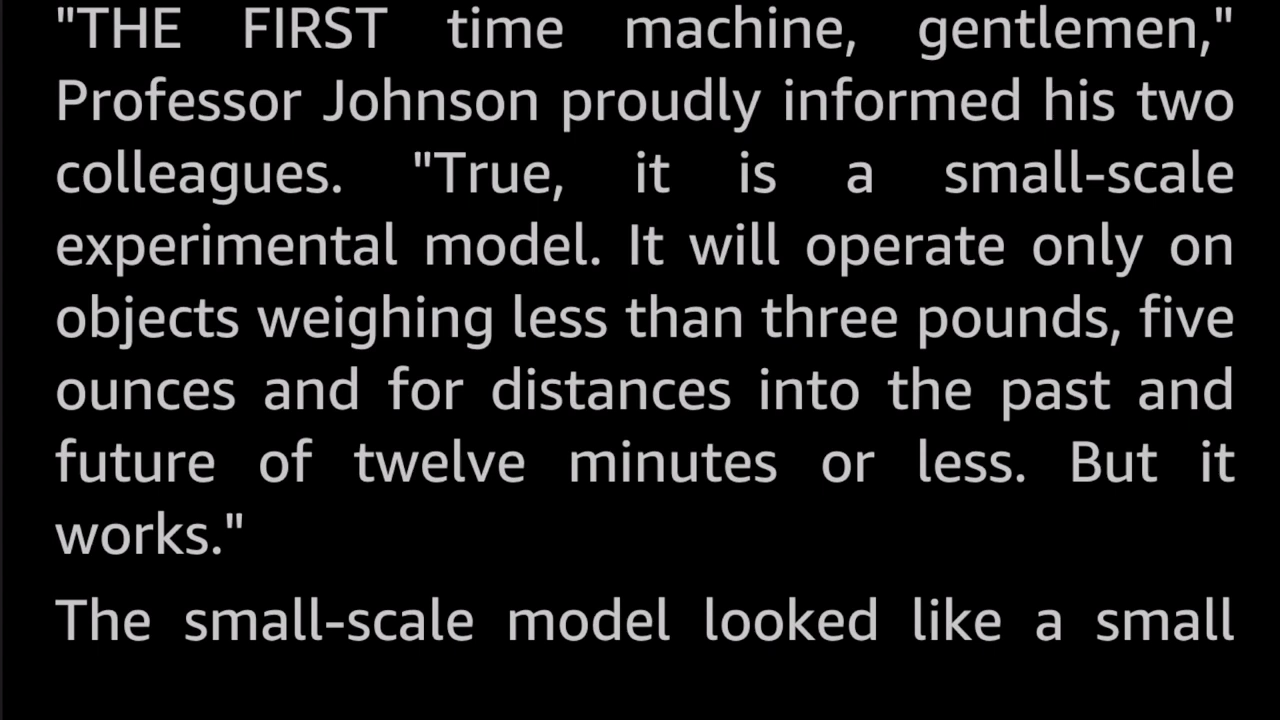 "THE FIRST time machine, gentlemen,"
Professor Johnson proudly informed his two
colleagues. "True, it is a small-scale
experimental model. It will operate only on
objects weighing less than three pounds, five
ounces and for distances into the past and
future of twelve minutes or less. But it
works."
The small-scale model looked like a small